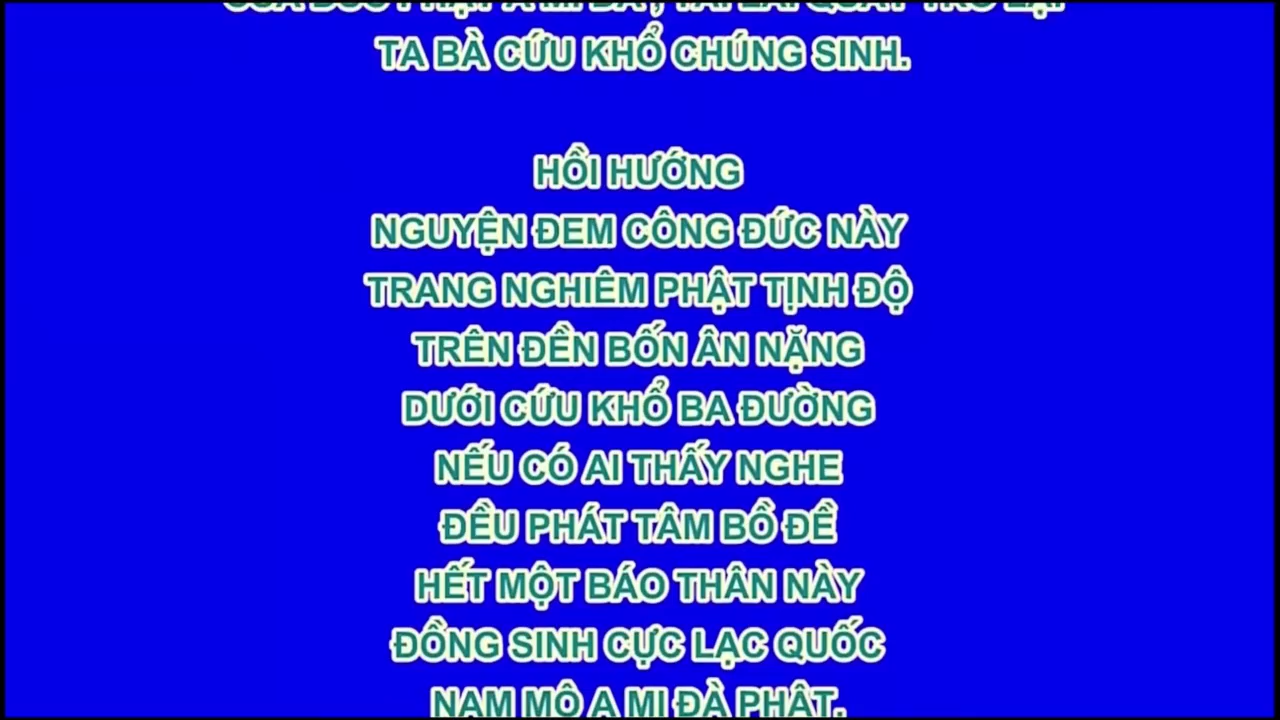 TA BÀ CỨU KHỔ CHÚNG SINH.
HỒI HƯỚNG
NGUYỆN ĐEM CÔNG ĐỨC NÀY
TRANG NGHIÊM PHẬT TỊNH ĐỘ
TRÊN ĐỀN BỐN ÂN NẶNG
DƯỚI CỨU KHỔ BA ĐƯỜNG
NẾU CÓ AI THẤY NGHE
ĐỀU PHÁT TÂM BỒ ĐỀ
HẾT MỘT BÁO THÂN NÀY
ĐỒNG SINH CỰC LẠC QUỐC
NAM MÔ A MI ĐÀ PHẬT.